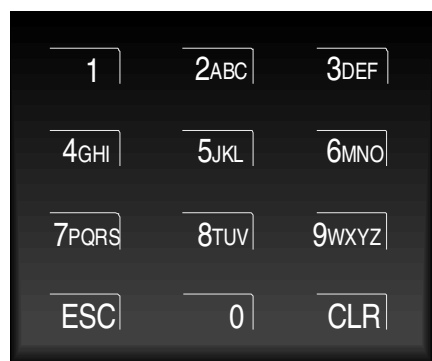 1 2ABC 3DEF
4GHI 5JKL 6MNO
7PQRS 8TUV 9WXYZ
ESC 0 CLR